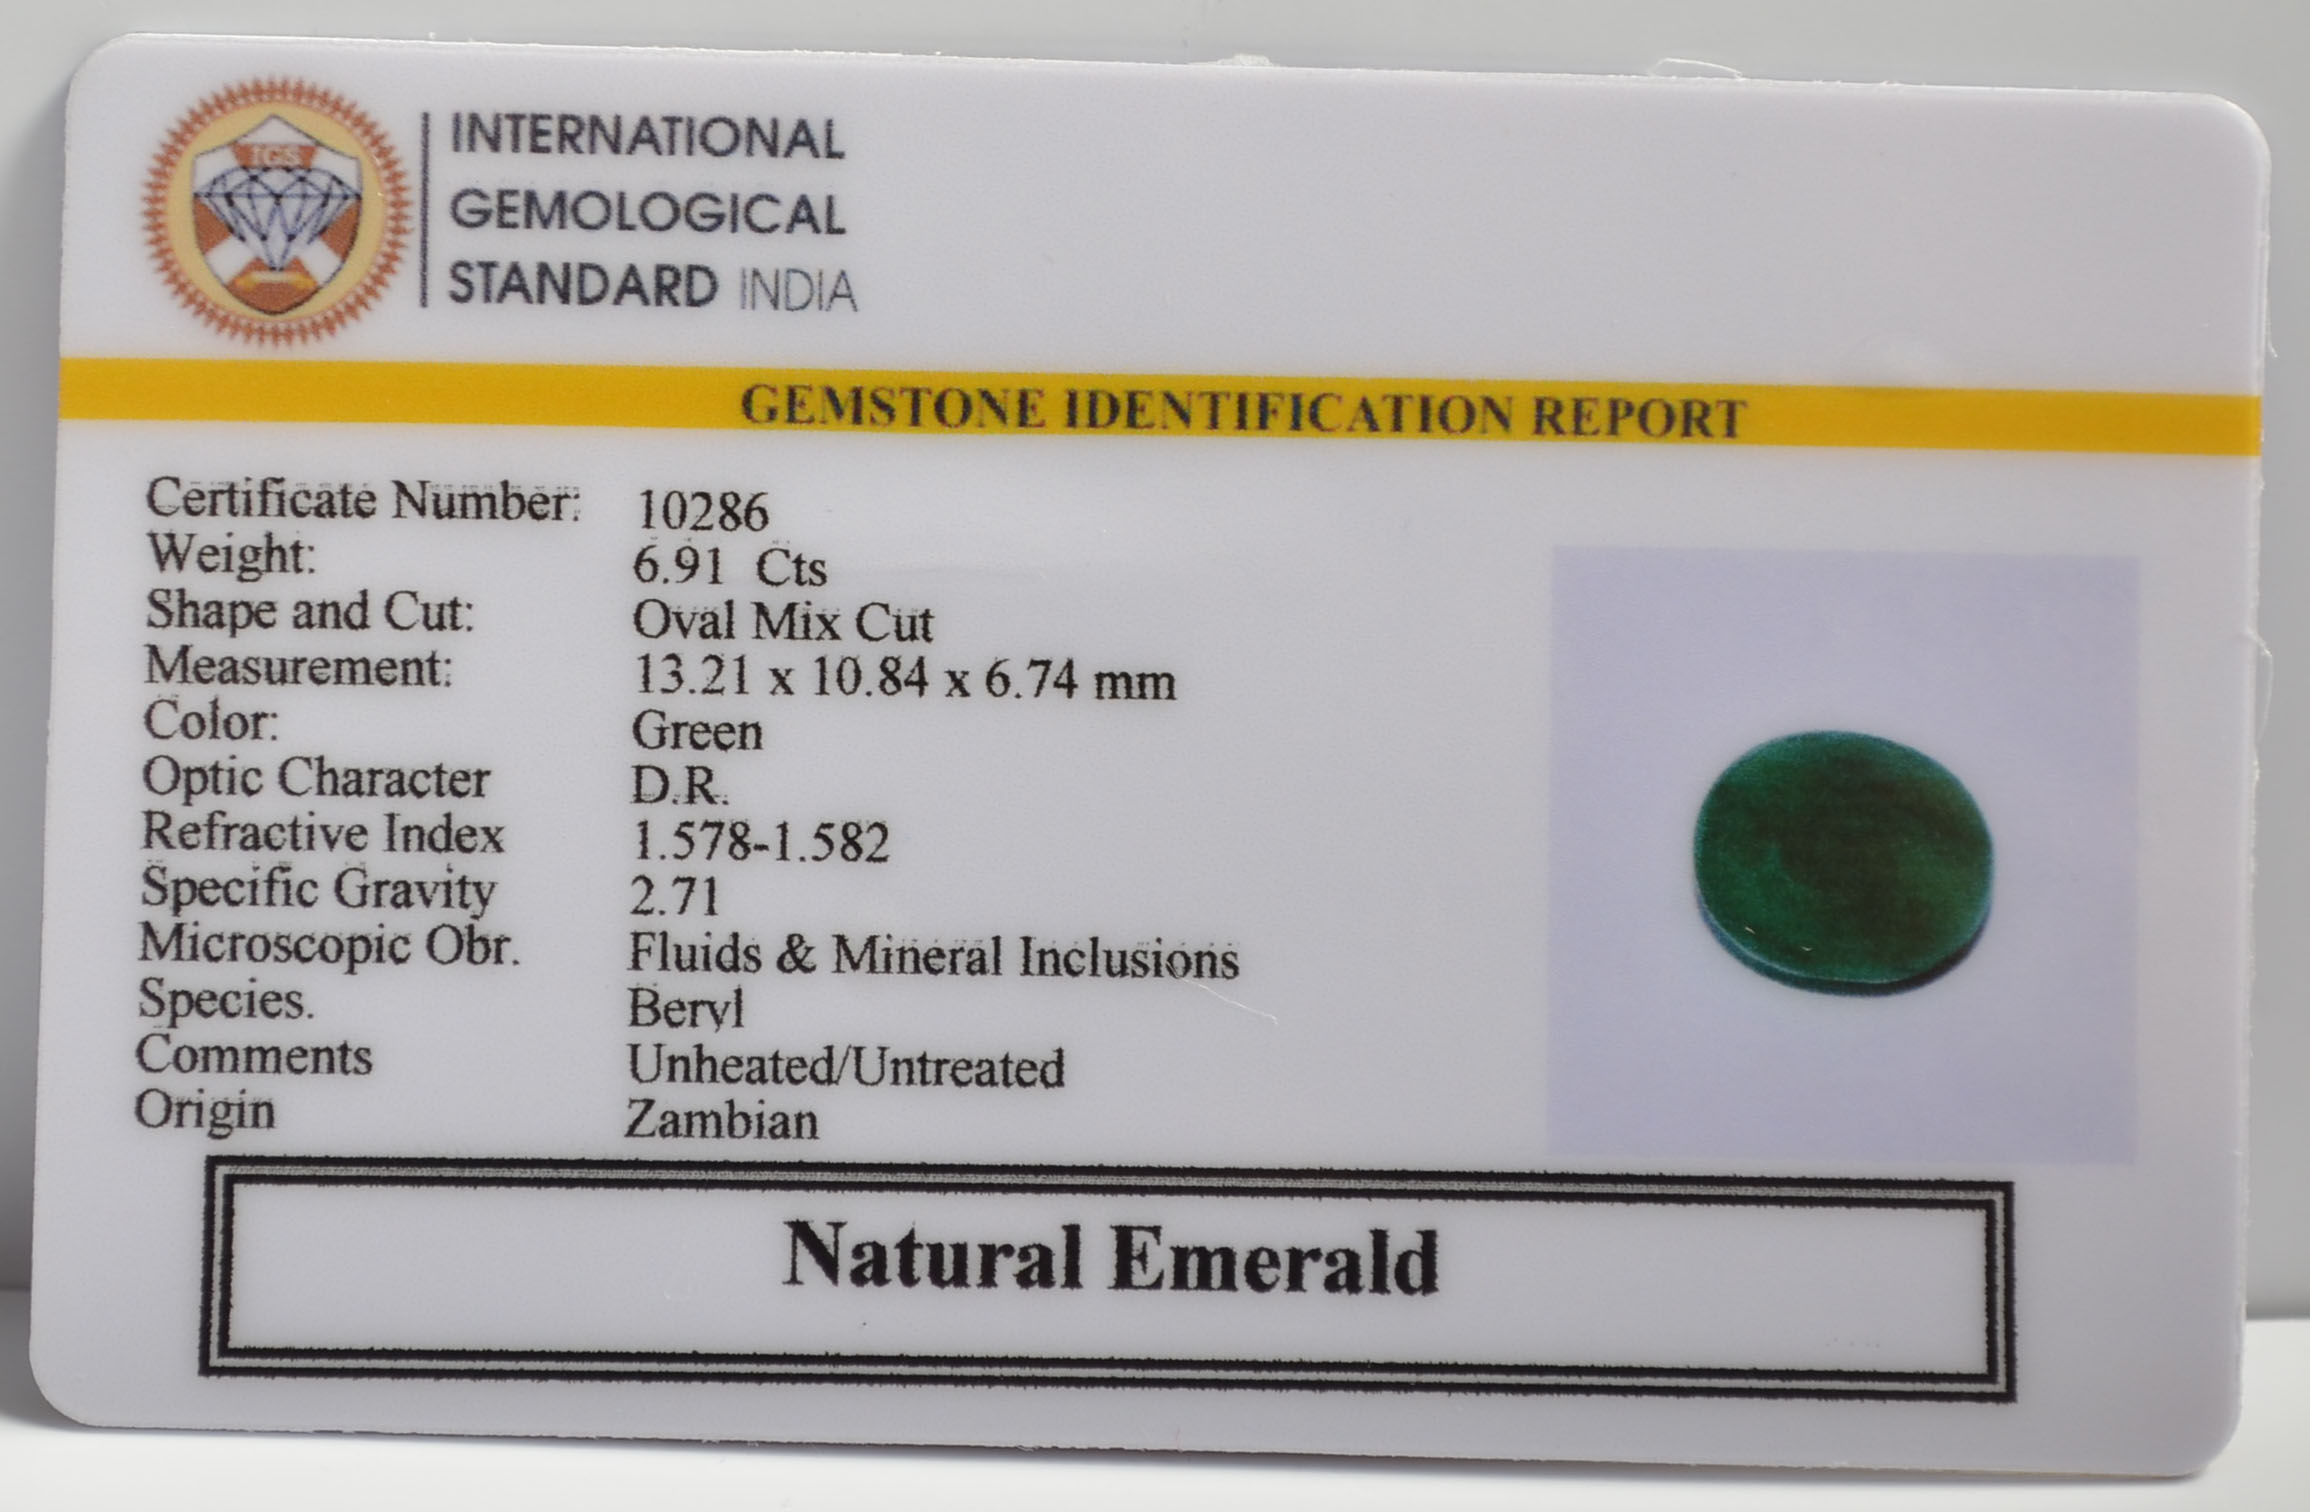 IGS
INTERNATIONAL
GEMOLOGICAL
STANDARD INDIA
GEMSTONE IDENTIFICATION REPORT
Certificate Number: 10286
Weight: 6.91 Cts
Shape and Cut: Oval Mix Cut
Measurement: 13.21 x 10.84 x 6.74 mm
Color: Green
Optic Character D.R.
Refractive Index 1.578-1.582
Specific Gravity 2.71
Microscopic Obr. Fluids & Mineral Inclusions
Species. Beryl
Comments Unheated/Untreated
Origin Zambian
Natural Emerald